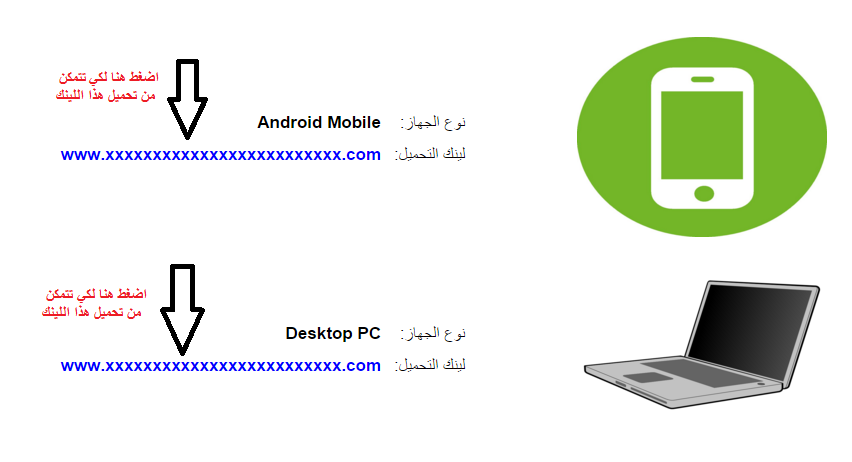 اضغط هنا لكي تتمكن
من تحميل هذا اللينك
نوع الجهاز: Android Mobile
لينك التحميل: www.xxxxxxxxxxxxxxxxxxxxxxxxx.com
اضغط هنا لكي تتمكن
من تحميل هذا اللينك
نوع الجهاز: Desktop PC
لينك التحميل: www.xxxxxxxxxxxxxxxxxxxxxxxxx.com